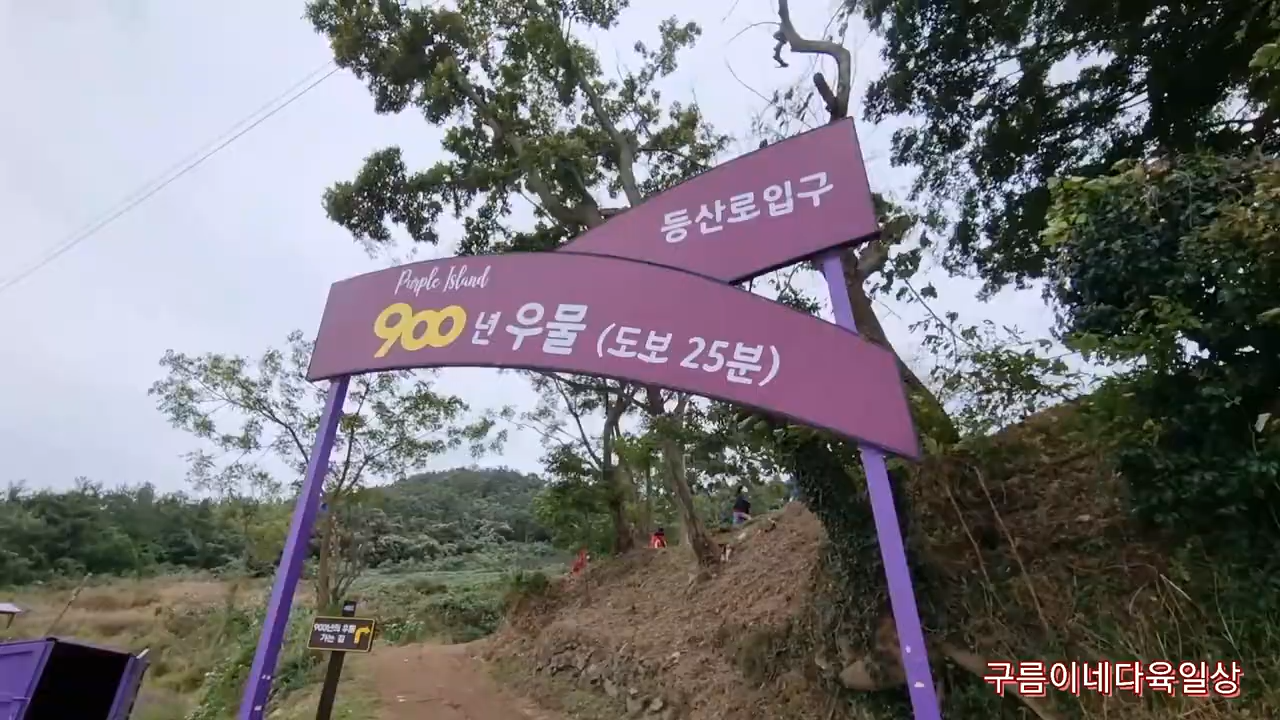 등산로입구
Purple Island
900년 우물 (도보 25분)
900년의 우물
가는 길
구름이네다육일상